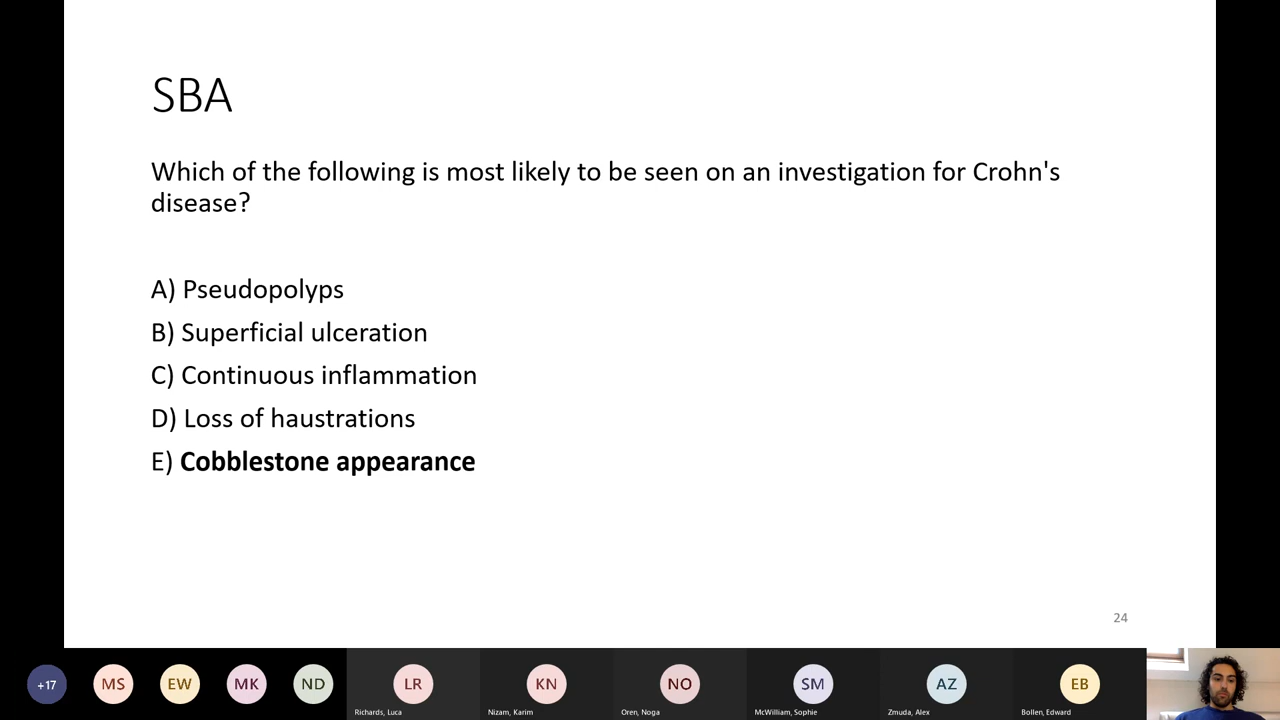 SBA
Which of the following is most likely to be seen on an investigation for Crohn's
disease?
A) Pseudopolyps
B) Superficial ulceration
C) Continuous inflammation
D) Loss of haustrations
E) Cobblestone appearance
24
+17
MS
EW
MK
ND
LR
KN
NO
SM
AZ
EB
Richards, Luca
Nizam, Karim
Oren, Noga
McWilliam, Sophie
Zmuda, Alex
Bollen, Edward